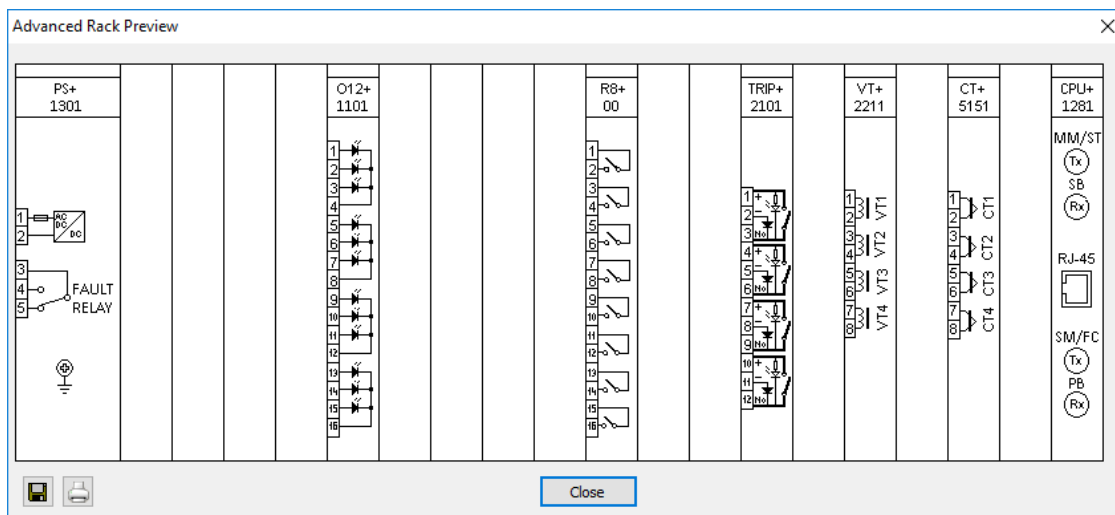 Advanced Rack Preview
PS+
1301
1
AC
DC
DC
2
3
4
5
FAULT
RELAY
O12+
1101
1
2
3
4
5
6
7
8
9
10
11
12
13
14
15
16
R8+
00
1
2
3
4
5
6
7
8
9
10
11
12
13
14
15
16
TRIP+
2101
1 +
2 -
3 No
4 +
5 -
6 No
7 +
8 -
9 No
10 +
11 -
12 No
VT+
2211
1
2
VT1
3
4
VT2
5
6
VT3
7
8
VT4
CT+
5151
1
2
CT1
3
4
CT2
5
6
CT3
7
8
CT4
CPU+
1281
MM/ST
Tx
SB
Rx
RJ-45
SM/FC
Tx
PB
Rx
Close